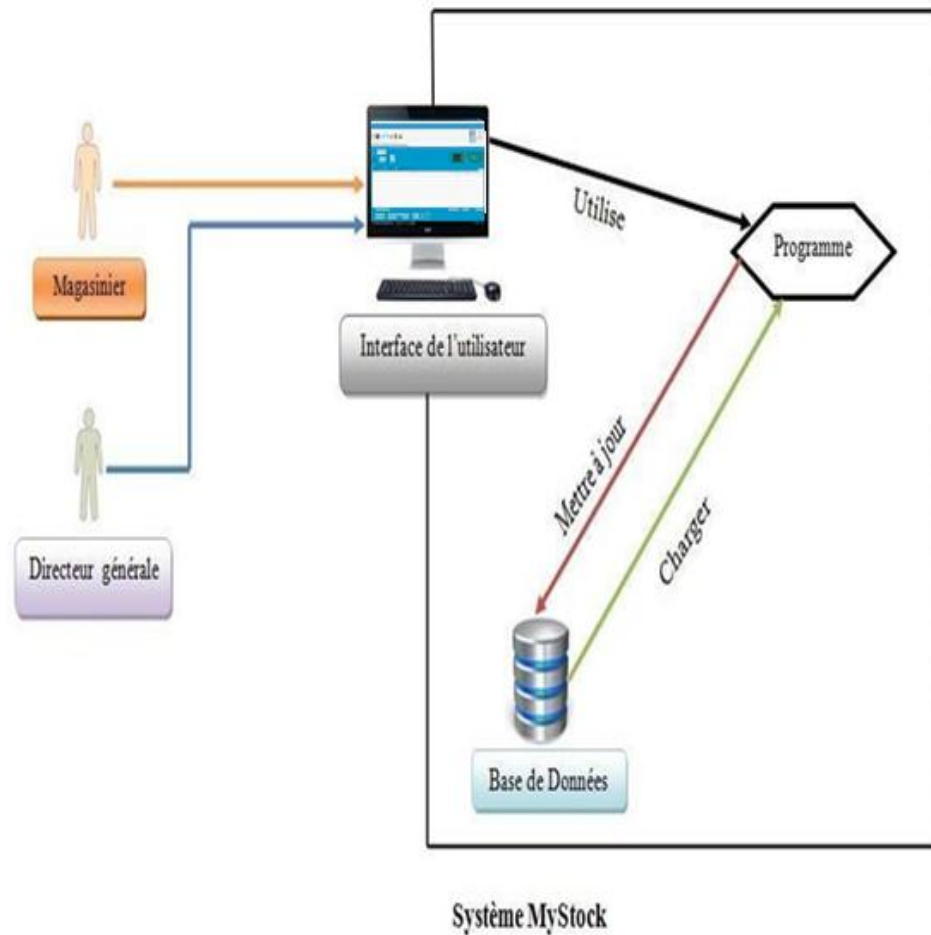 Magasinier
Directeur générale
Interface de l'utilisateur
Utilise
Programme
Mettre à jour
Charger
Base de Données
Système MyStock